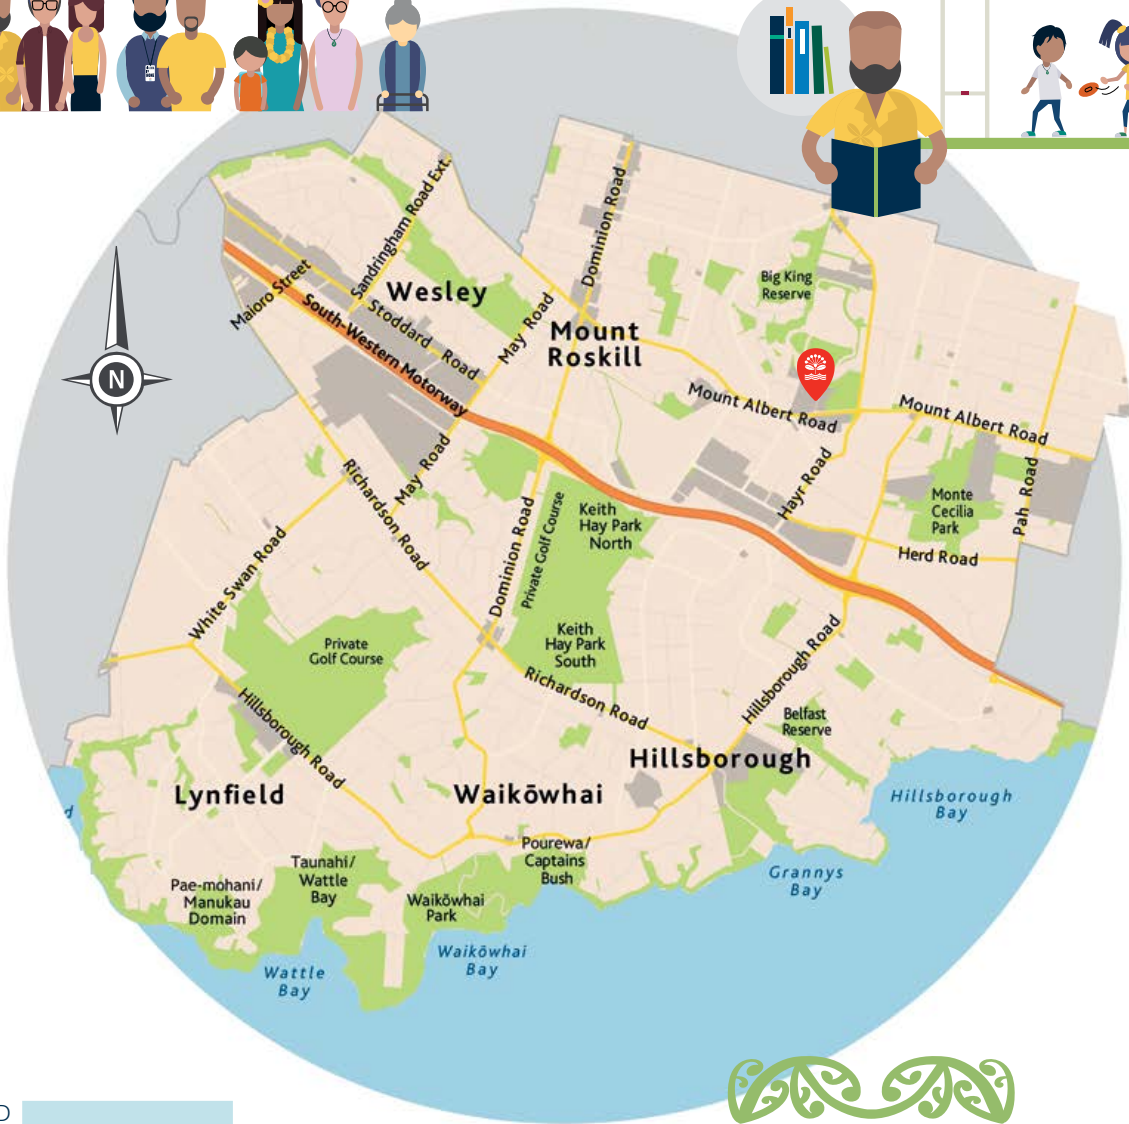 Sandringham Road Ext.
Dominion Road
Big King
Reserve
Wesley
Maioro Street
South-Western Motorway
Stoddard Road
May Road
Mount
Roskill
N
Mount Albert Road
Mount Albert Road
May Road
Richardson Road
Hayr Road
Pah Road
Monte
Cecilia
Park
Herd Road
Keith
Hay Park
North
Private Golf Course
Dominion Road
White Swan Road
Private
Golf Course
Keith
Hay Park
South
Richardson Road
Hillsborough Road
Belfast
Reserve
Hillsborough Road
Hillsborough
Lynfield
Waikōwhai
Hillsborough
Bay
d
Pourewa/
Captains
Bush
Taunahi/
Wattle
Bay
Pae-mohani/
Manukau
Domain
Waikōwhai
Park
Grannys
Bay
Waikōwhai
Bay
Wattle
Bay